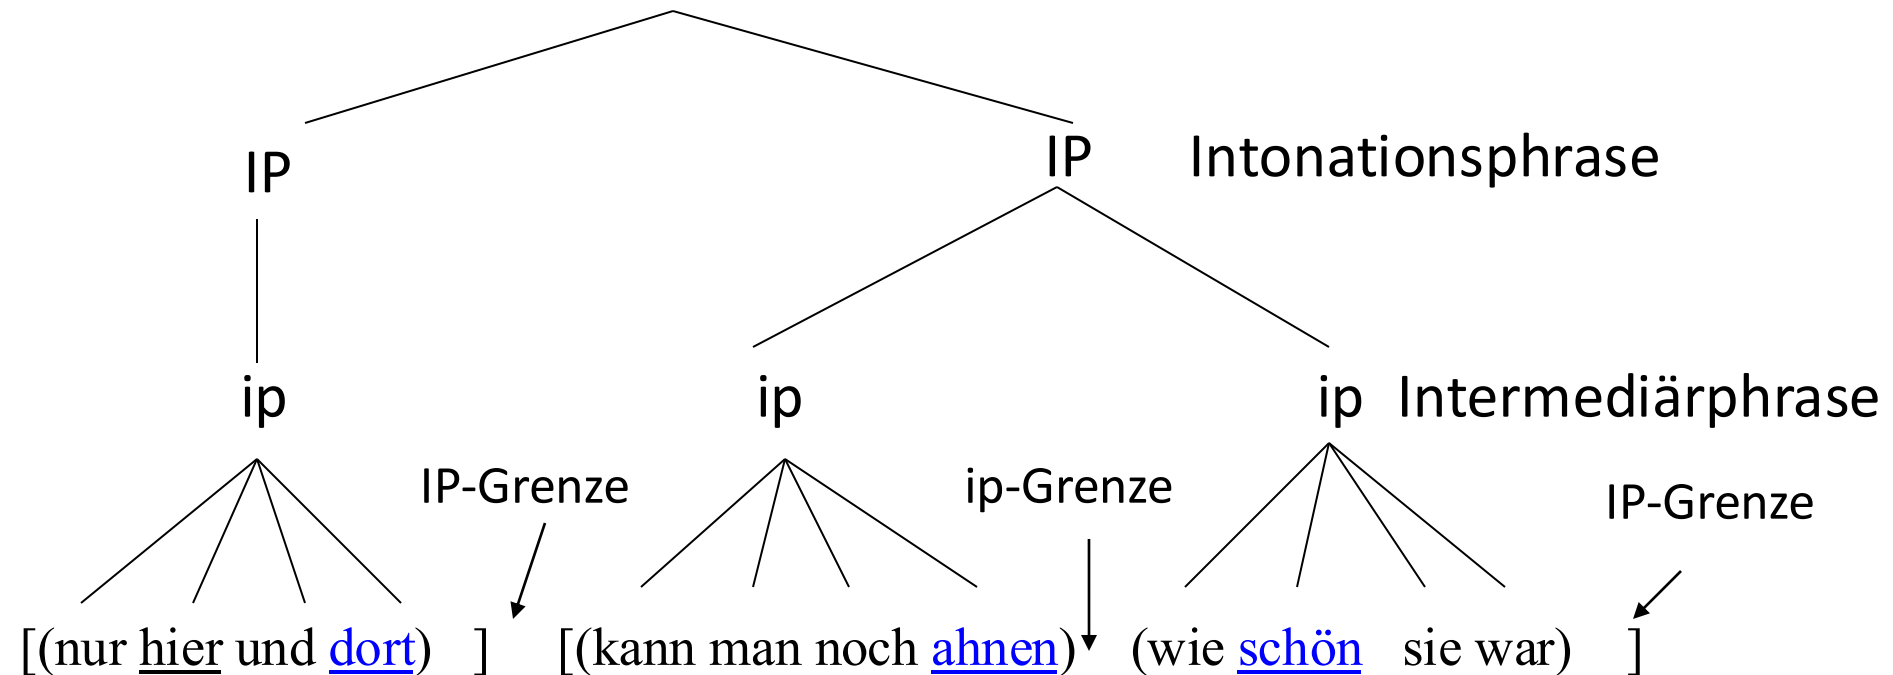 IP IP Intonationsphrase
ip ip ip Intermediärphrase
IP-Grenze ip-Grenze IP-Grenze
[(nur hier und dort) ] [(kann man noch ahnen) (wie schön sie war) ]